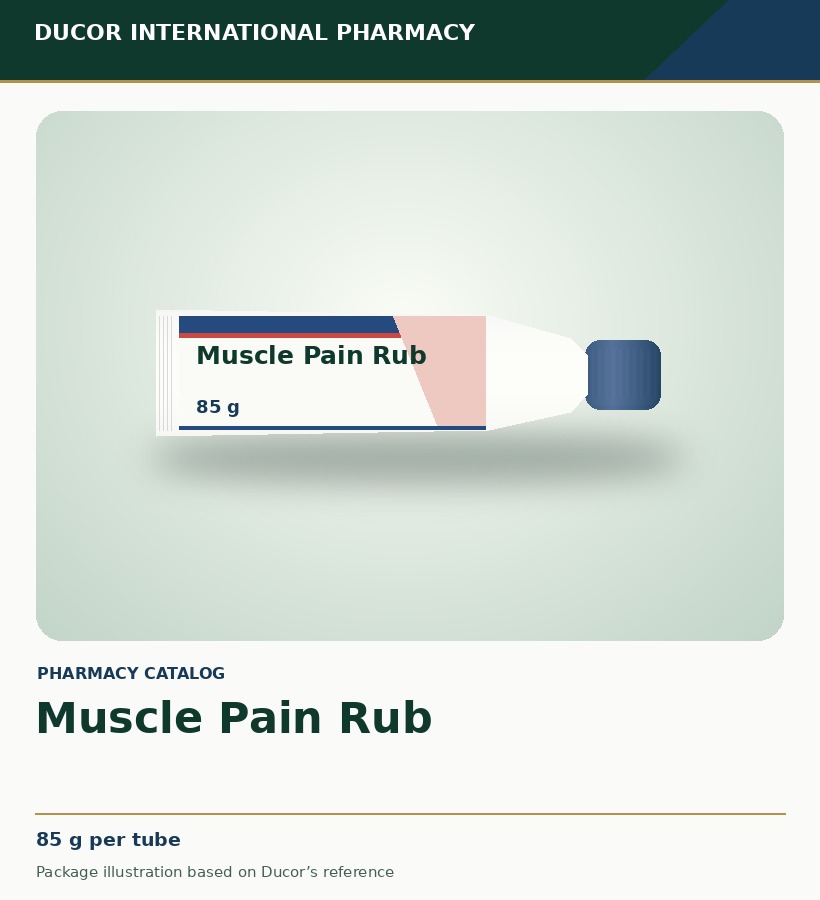 DUCOR INTERNATIONAL PHARMACY
Muscle Pain Rub
85 g
PHARMACY CATALOG
Muscle Pain Rub
85 g per tube
Package illustration based on Ducor’s reference